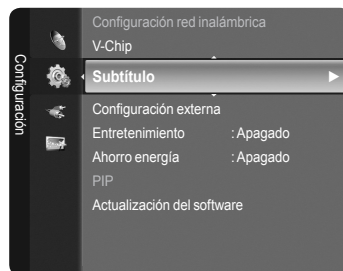 Configuración
Configuración red inalámbrica
V-Chip
Subtítulo
Configuración externa
Entretenimiento : Apagado
Ahorro energía : Apagado
PIP
Actualización del software